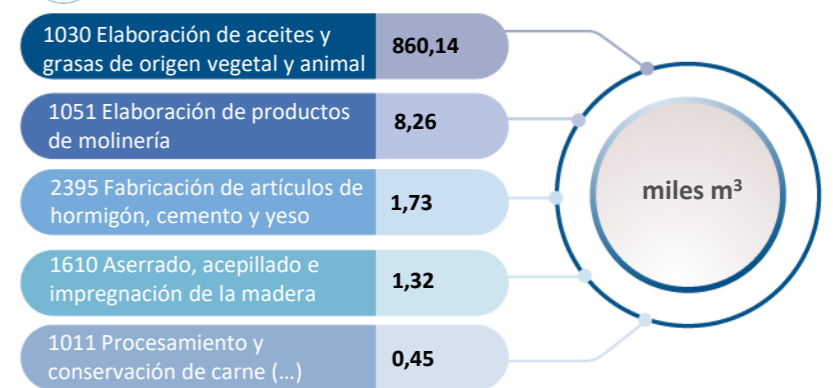 1030 Elaboración de aceites y
grasas de origen vegetal y animal
860,14
1051 Elaboración de productos
de molinería
8,26
2395 Fabricación de artículos de
hormigón, cemento y yeso
1,73
1610 Aserrado, acepillado e
impregnación de la madera
1,32
1011 Procesamiento y
conservación de carne (...)
0,45
miles m³